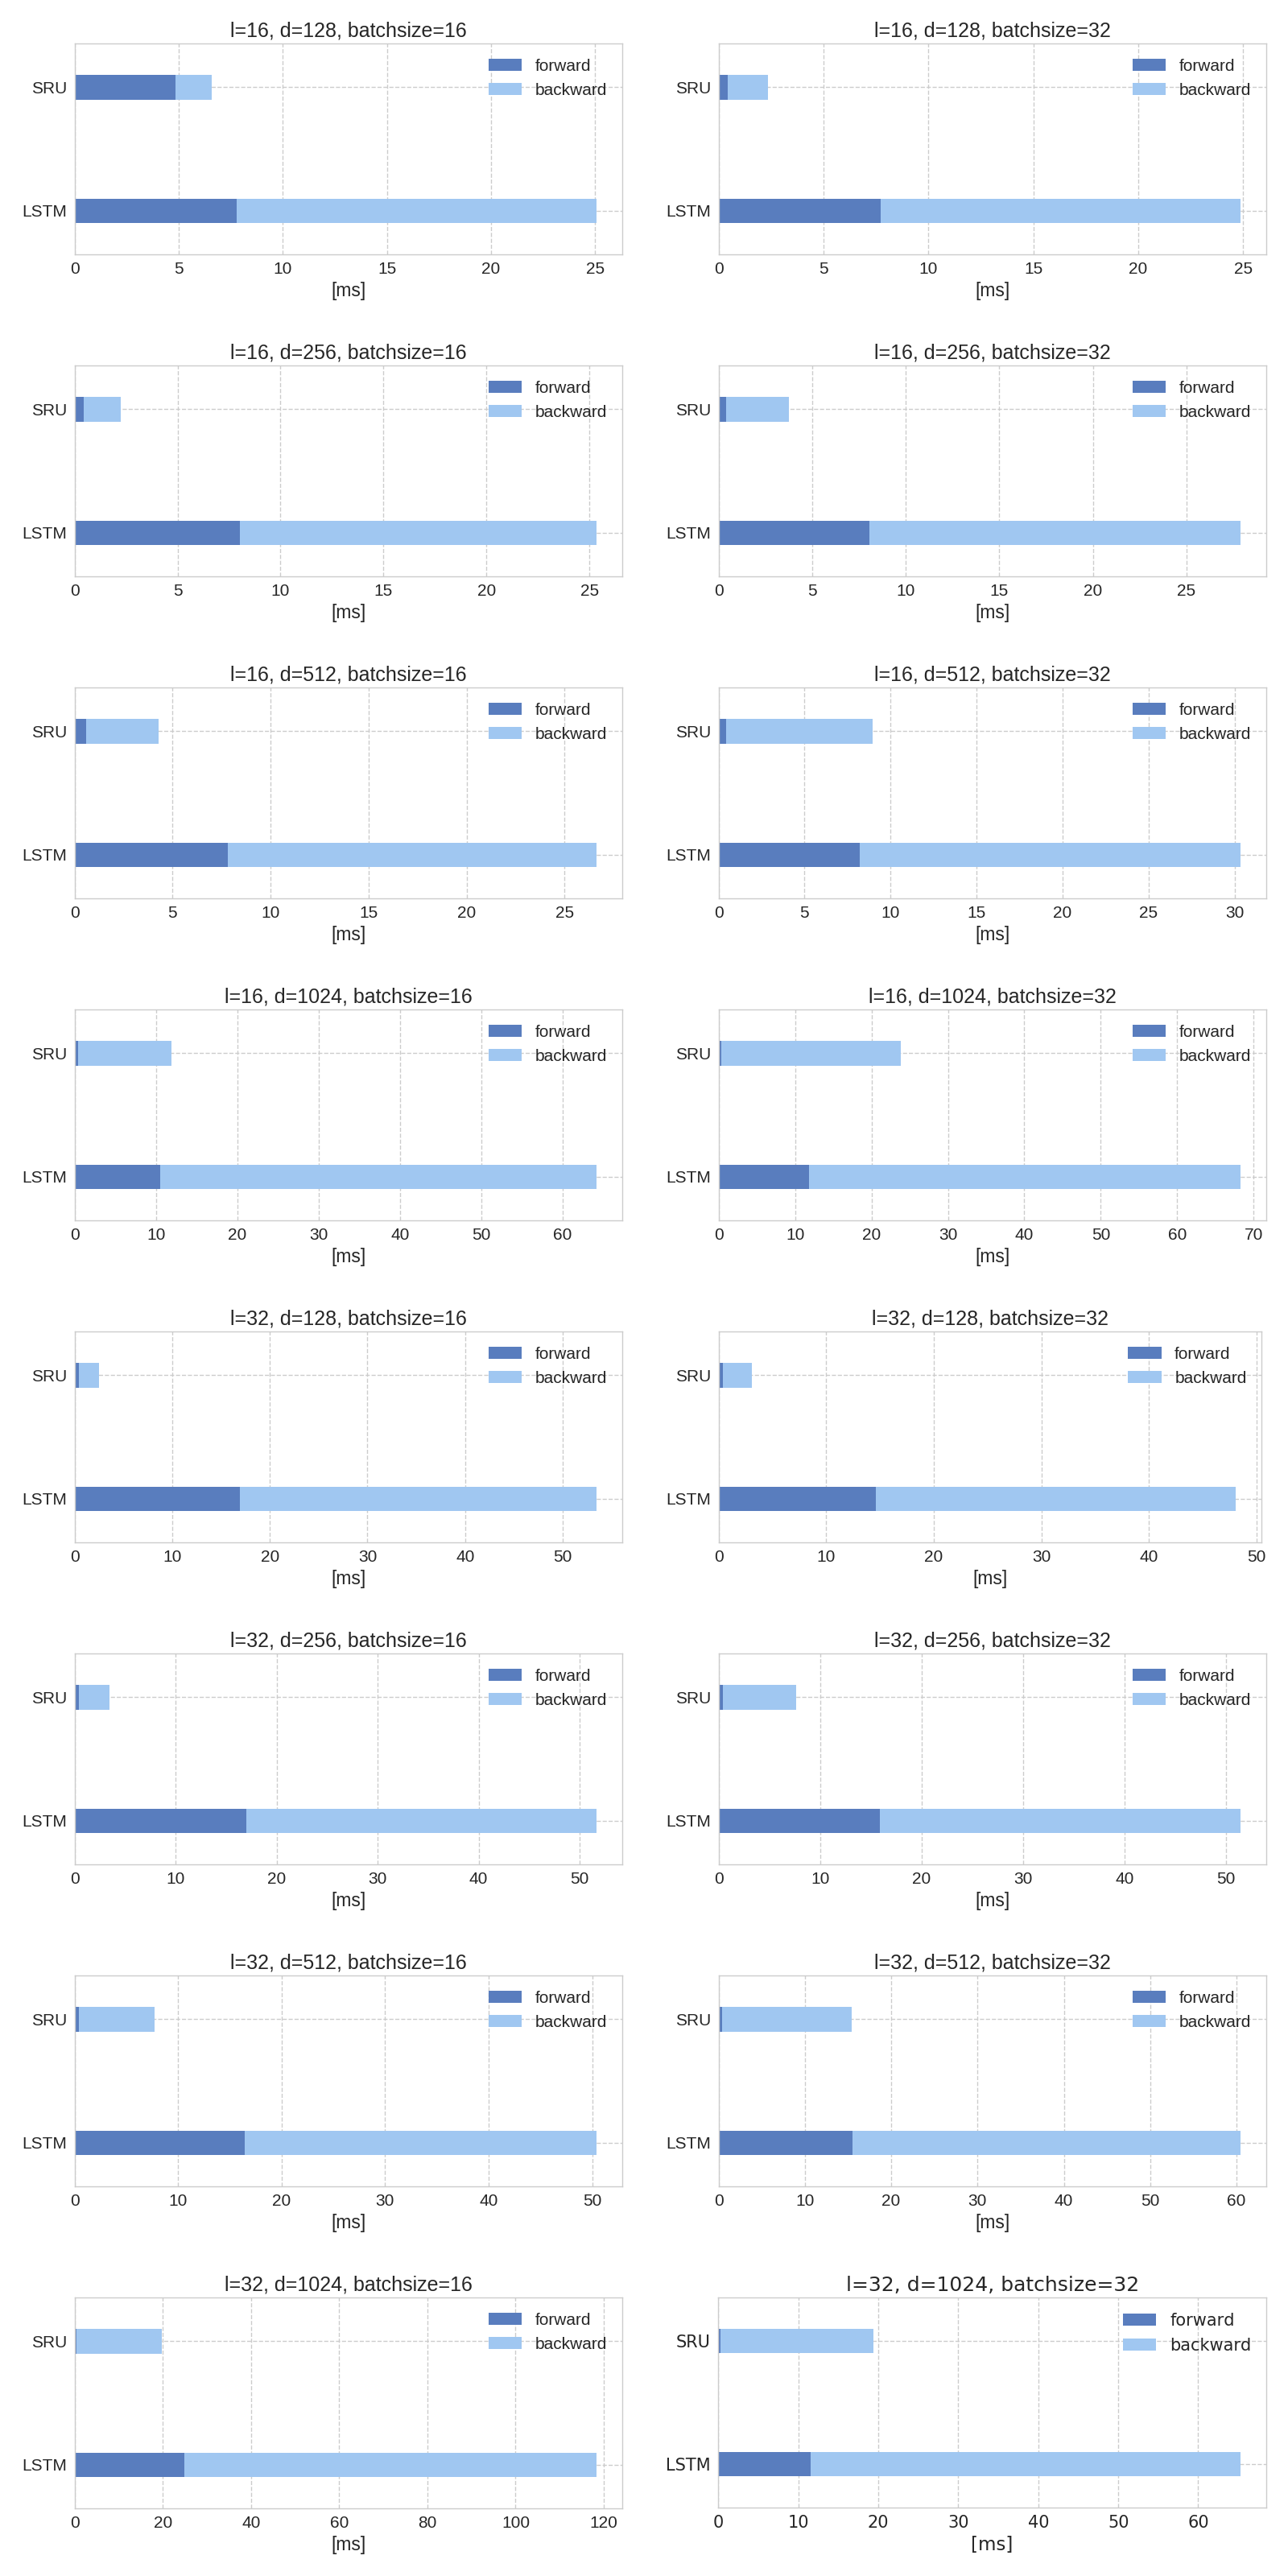 l=16, d=128, batchsize=16
forward
backward
SRU
LSTM
0 5 10 15 20 25
[ms]
l=16, d=128, batchsize=32
forward
backward
SRU
LSTM
0 5 10 15 20 25
[ms]
l=16, d=256, batchsize=16
forward
backward
SRU
LSTM
0 5 10 15 20 25
[ms]
l=16, d=256, batchsize=32
forward
backward
SRU
LSTM
0 5 10 15 20 25
[ms]
l=16, d=512, batchsize=16
forward
backward
SRU
LSTM
0 5 10 15 20 25
[ms]
l=16, d=512, batchsize=32
forward
backward
SRU
LSTM
0 5 10 15 20 25 30
[ms]
l=16, d=1024, batchsize=16
forward
backward
SRU
LSTM
0 10 20 30 40 50 60
[ms]
l=16, d=1024, batchsize=32
forward
backward
SRU
LSTM
0 10 20 30 40 50 60 70
[ms]
l=32, d=128, batchsize=16
forward
backward
SRU
LSTM
0 10 20 30 40 50
[ms]
l=32, d=128, batchsize=32
forward
backward
SRU
LSTM
0 10 20 30 40 50
[ms]
l=32, d=256, batchsize=16
forward
backward
SRU
LSTM
0 10 20 30 40 50
[ms]
l=32, d=256, batchsize=32
forward
backward
SRU
LSTM
0 10 20 30 40 50
[ms]
l=32, d=512, batchsize=16
forward
backward
SRU
LSTM
0 10 20 30 40 50
[ms]
l=32, d=512, batchsize=32
forward
backward
SRU
LSTM
0 10 20 30 40 50 60
[ms]
l=32, d=1024, batchsize=16
forward
backward
SRU
LSTM
0 20 40 60 80 100 120
[ms]
l=32, d=1024, batchsize=32
forward
backward
SRU
LSTM
0 10 20 30 40 50 60
[ms]